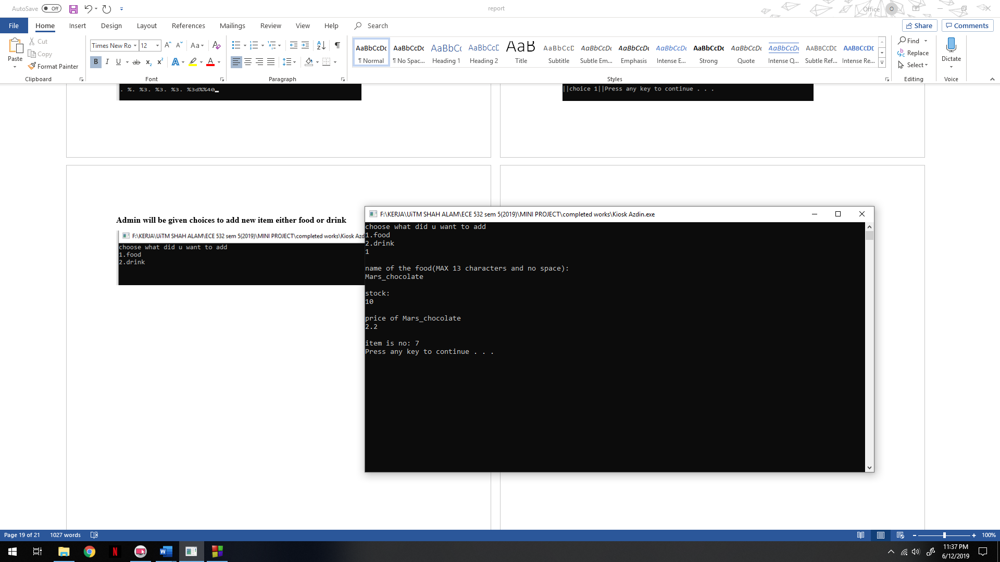 AutoSave Off
report
Office O
File Home Insert Design Layout References Mailings Review View Help Search
Share Comments
Paste
Cut
Copy
Format Painter
Clipboard
Times New Ro 12
Font
Paragraph
AaBbCcDc AaBbCcDc AaBbCc AaBbCcD AaB AaBbCcD AaBbCcDc AaBbCcDc AaBbCcDc AaBbCcDc AaBbCcDc AaBbCcDc AABBCCDE AABBCCDE
¶ Normal ¶ No Spac... Heading 1 Heading 2 Title Subtitle Subtle Em... Emphasis Intense E... Strong Quote Intense Q... Subtle Ref... Intense Re...
Styles
Find
Replace
Select
Editing
Dictate
Voice
. %. %3. %3. %3. %3d%%40_
||choice 1||Press any key to continue . . .
Admin will be given choices to add new item either food or drink
F:\KERJA\UiTM SHAH ALAM\ECE 532 sem 5(2019)\MINI PROJECT\completed works\Kiosk Azd
choose what did u want to add
1.food
2.drink
F:\KERJA\UiTM SHAH ALAM\ECE 532 sem 5(2019)\MINI PROJECT\completed works\Kiosk Azdin.exe
choose what did u want to add
1.food
2.drink
1
name of the food(MAX 13 characters and no space):
Mars_chocolate
stock:
10
price of Mars_chocolate
2.2
item is no: 7
Press any key to continue . . .
Page 19 of 21 1027 words
100%
11:37 PM
6/12/2019